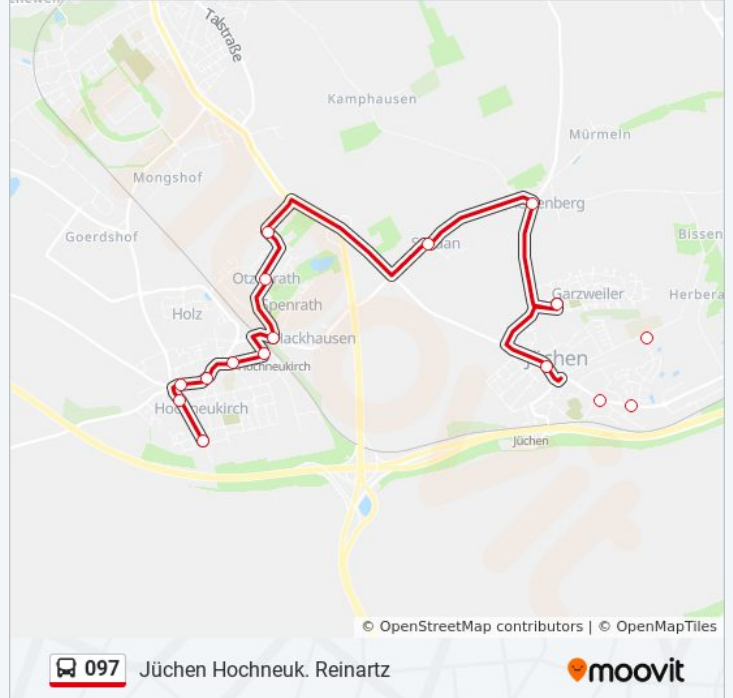 Talstraße
Kamphausen
Mürmeln
Mongshof
Goerdshof
Bissen
Garzweiler
Herbera
Spenrath
Holz
Hackhausen
Jüchen
Hochneukirch
Hochneukirch
Jüchen
© OpenStreetMap contributors | © OpenMapTiles
097 Jüchen Hochneuk. Reinartz moovit